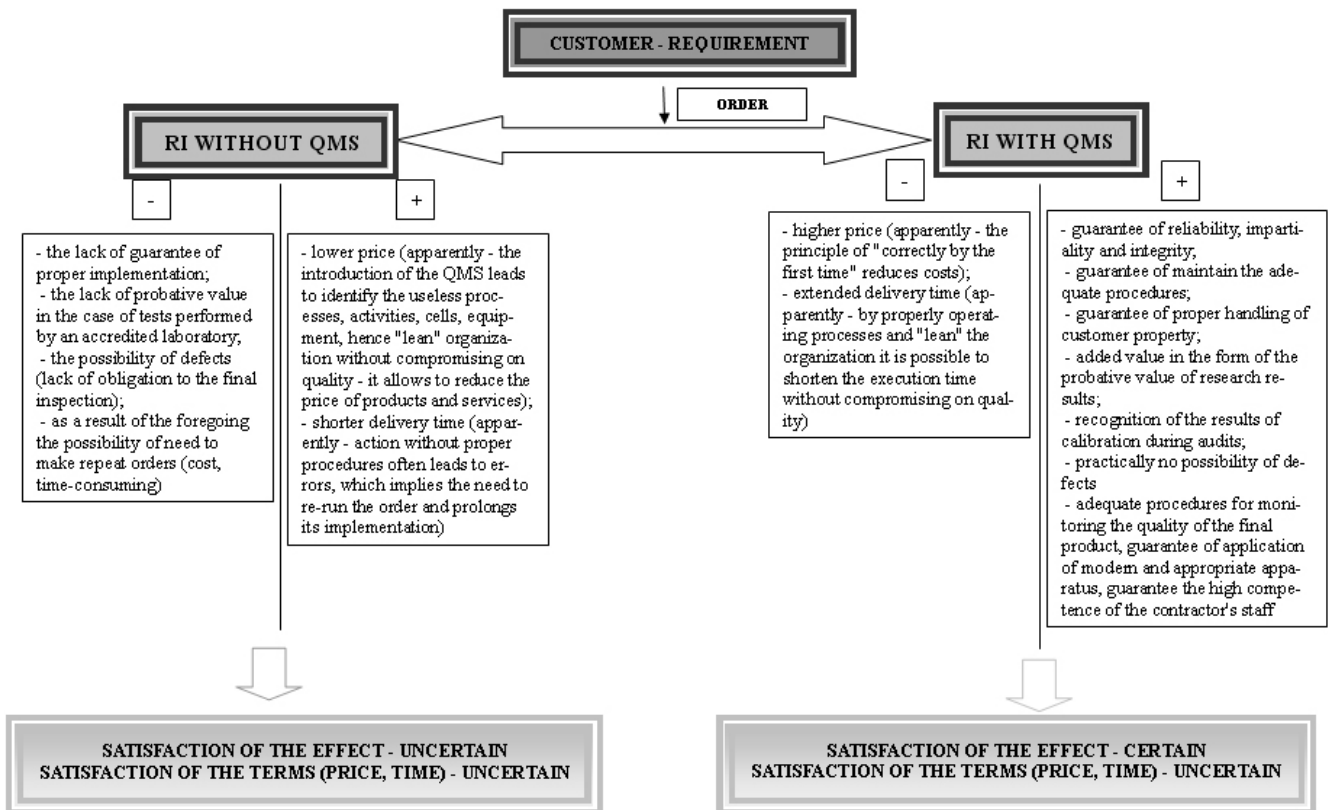 CUSTOMER - REQUIREMENT
ORDER
RI WITHOUT QMS
RI WITH QMS
-
+
-
+
- the lack of guarantee of
proper implementation;
- the lack of probative value
in the case of tests performed
by an accredited laboratory;
- the possibility of defects
(lack of obligation to the final
inspection);
- as a result of the foregoing
the possibility of need to
make repeat orders (cost,
time-consuming)
- lower price (apparently - the
introduction of the QMS leads
to identify the useless proc-
esses, activities, cells, equip-
ment, hence "lean" organiza-
tion without compromising on
quality - it allows to reduce the
price of products and services);
- shorter delivery time (appar-
ently - action without proper
procedures often leads to er-
rors, which implies the need to
re-run the order and prolongs
its implementation)
- higher price (apparently - the
principle of "correctly by the
first time" reduces costs);
- extended delivery time (ap-
parently - by properly operat-
ing processes and "lean" the
organization it is possible to
shorten the execution time
without compromising on qual-
ity)
- guarantee of reliability, imparti-
ality and integrity;
- guarantee of maintain the ade-
quate procedures;
- guarantee of proper handling of
customer property;
- added value in the form of the
probative value of research re-
sults;
- recognition of the results of
calibration during audits;
- practically no possibility of de-
fects
- adequate procedures for moni-
toring the quality of the final
product, guarantee of application
of modern and appropriate appa-
ratus, guarantee the high compe-
tence of the contractor's staff
SATISFACTION OF THE EFFECT - UNCERTAIN
SATISFACTION OF THE TERMS (PRICE, TIME) - UNCERTAIN
SATISFACTION OF THE EFFECT - CERTAIN
SATISFACTION OF THE TERMS (PRICE, TIME) - UNCERTAIN